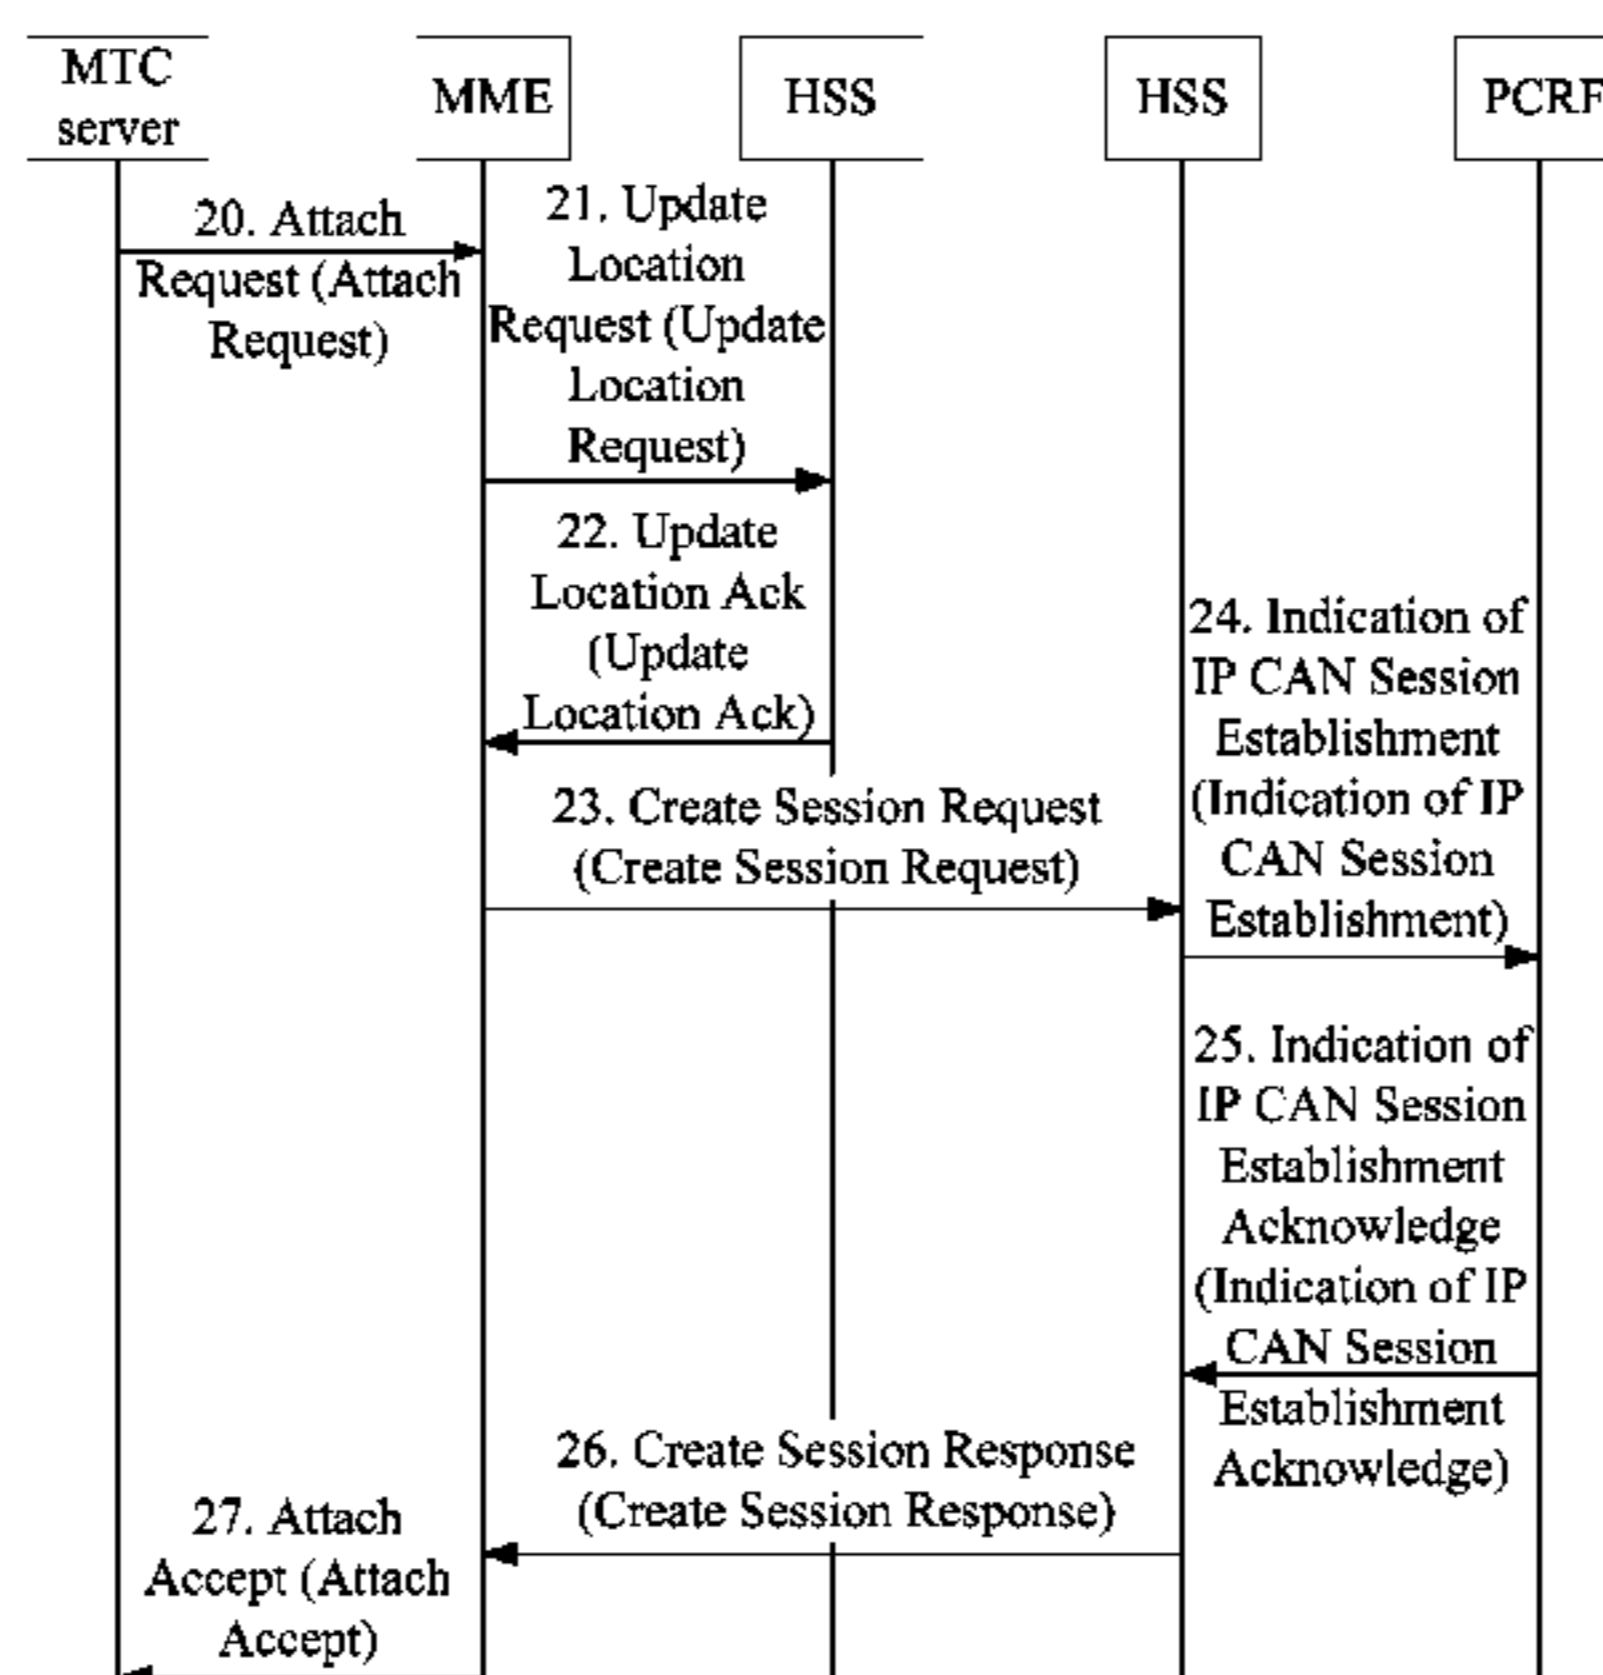 MTC
server
MME
HSS
HSS
PCRF
20. Attach
Request (Attach
Request)
21. Update
Location
Request (Update
Location
Request)
22. Update
Location Ack
(Update
Location Ack)
23. Create Session Request
(Create Session Request)
24. Indication of
IP CAN Session
Establishment
(Indication of IP
CAN Session
Establishment)
25. Indication of
IP CAN Session
Establishment
Acknowledge
(Indication of IP
CAN Session
Establishment
Acknowledge)
26. Create Session Response
(Create Session Response)
27. Attach
Accept (Attach
Accept)